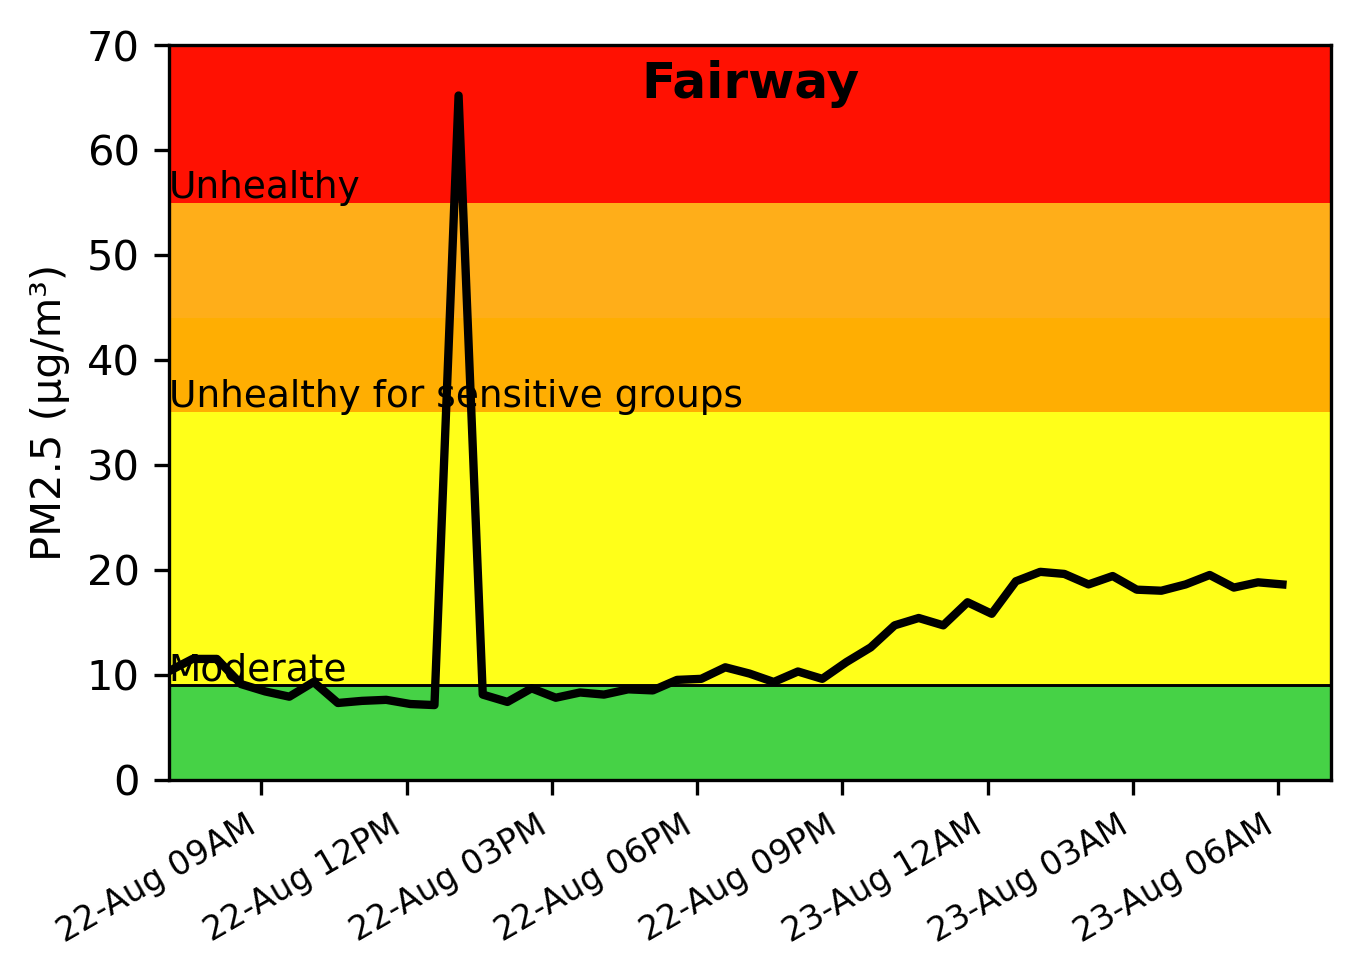 Fairway
70
60
50
40
30
20
10
0
PM2.5 (µg/m³)
Unhealthy
Unhealthy for sensitive groups
Moderate
22-Aug 09AM
22-Aug 12PM
22-Aug 03PM
22-Aug 06PM
22-Aug 09PM
23-Aug 12AM
23-Aug 03AM
23-Aug 06AM